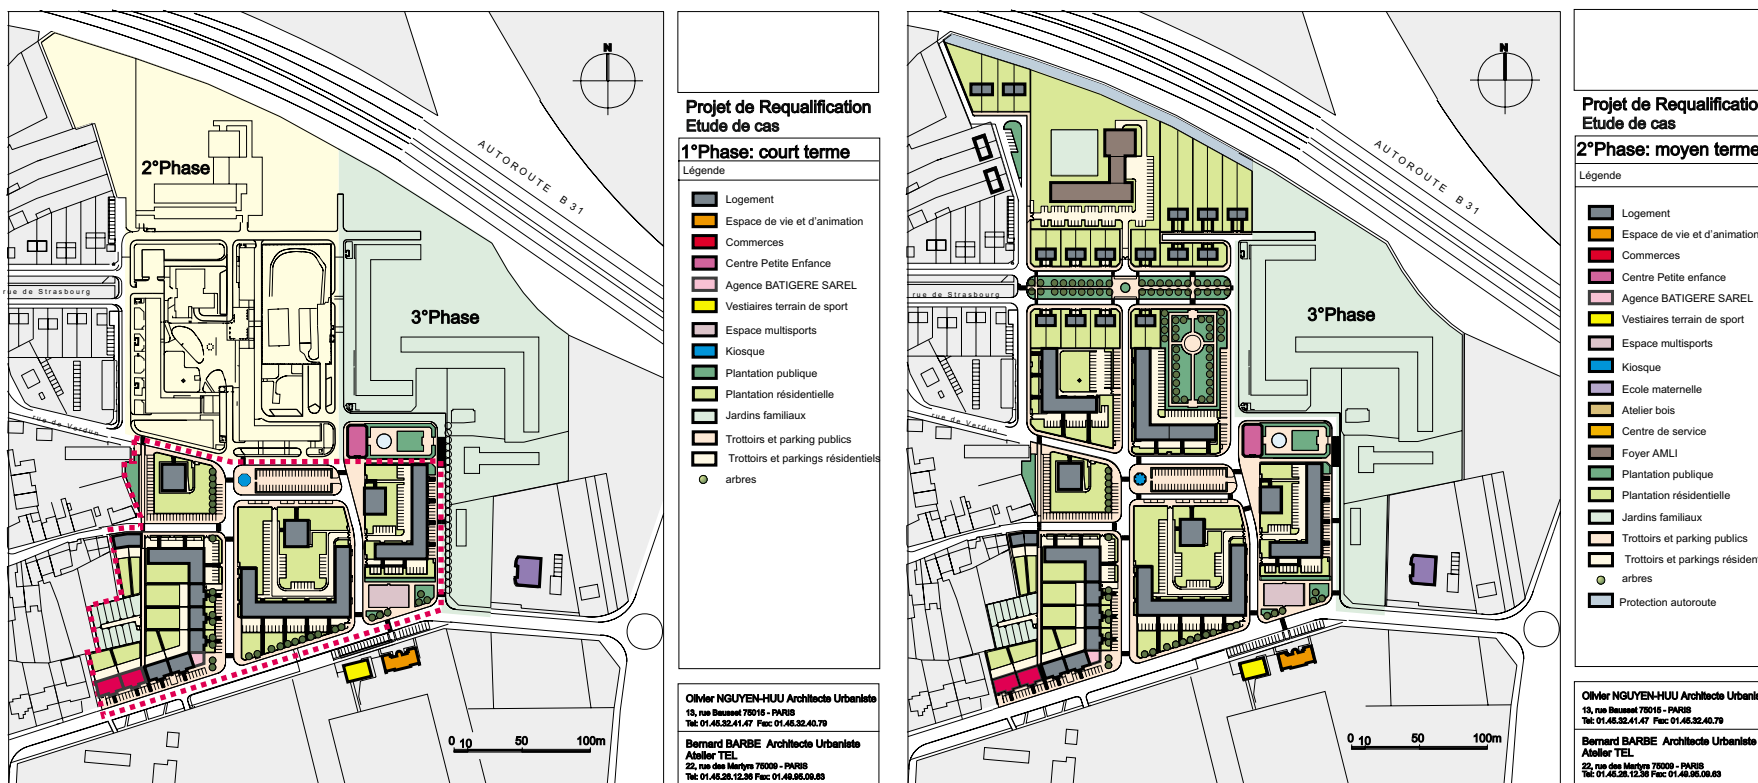 N
2°Phase
AUTOROUTE B 31
rue de Strasbourg
3°Phase
rue de Verdun
0 10 50 100m
Projet de Requalification
Etude de cas
1°Phase: court terme
Légende
Logement
Espace de vie et d'animation
Commerces
Centre Petite Enfance
Agence BATIGERE SAREL
Vestiaires terrain de sport
Espace multisports
Kiosque
Plantation publique
Plantation résidentielle
Jardins familiaux
Trottoirs et parking publics
Trottoirs et parkings résidentiels
arbres
Olivier NGUYEN-HUU Architecte Urbaniste
13, rue Bausset 75015 - PARIS
Tel: 01.45.32.41.47 Fax: 01.45.32.40.79
Bernard BARBE Architecte Urbaniste
Atelier TEL
22, rue des Martyrs 75009 - PARIS
Tel: 01.45.26.12.36 Fax: 01.49.95.09.63
N
AUTOROUTE B 31
rue de Strasbourg
3°Phase
rue de Verdun
0 10 50 100m
Projet de Requalificatio
Etude de cas
2°Phase: moyen terme
Légende
Logement
Espace de vie et d'animation
Commerces
Centre Petite enfance
Agence BATIGERE SAREL
Vestiaires terrain de sport
Espace multisports
Kiosque
Ecole maternelle
Atelier bois
Centre de service
Foyer AMLI
Plantation publique
Plantation résidentielle
Jardins familiaux
Trottoirs et parking publics
Trottoirs et parkings résident
arbres
Protection autoroute
Olivier NGUYEN-HUU Architecte Urbanis
13, rue Bausset 75015 - PARIS
Tel: 01.45.32.41.47 Fax: 01.45.32.40.79
Bernard BARBE Architecte Urbaniste
Atelier TEL
22, rue des Martyrs 75009 - PARIS
Tel: 01.45.26.12.36 Fax: 01.49.95.09.63